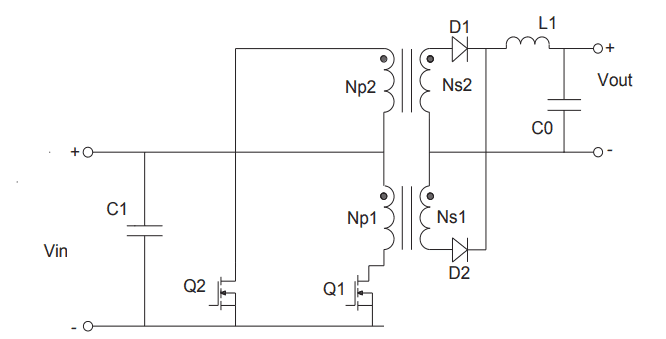 D1
L1
+
Np2
Ns2
Vout
C0
+
-
C1
Np1
Ns1
Vin
D2
Q2
Q1
-